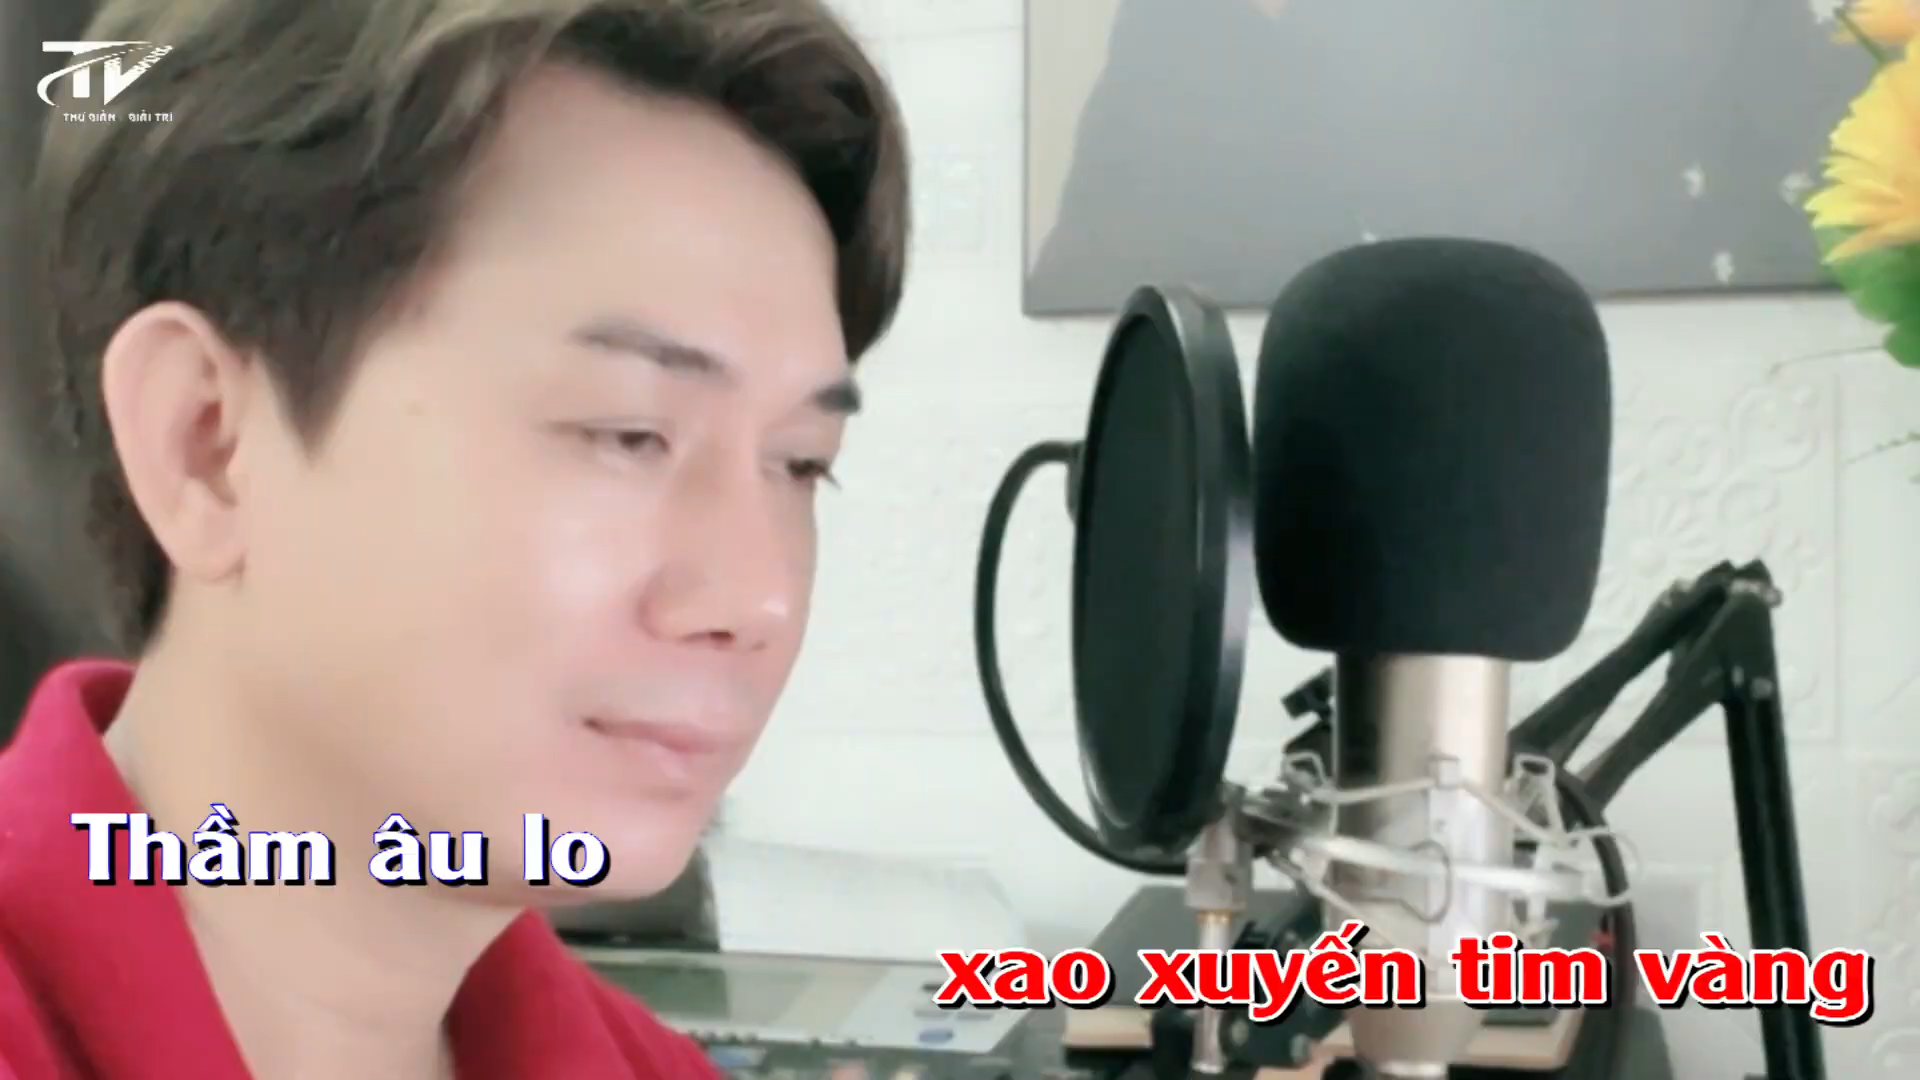 TV
THƯ GIÃN GIẢI TRÍ
Thầm âu lo
xao xuyến tim vàng